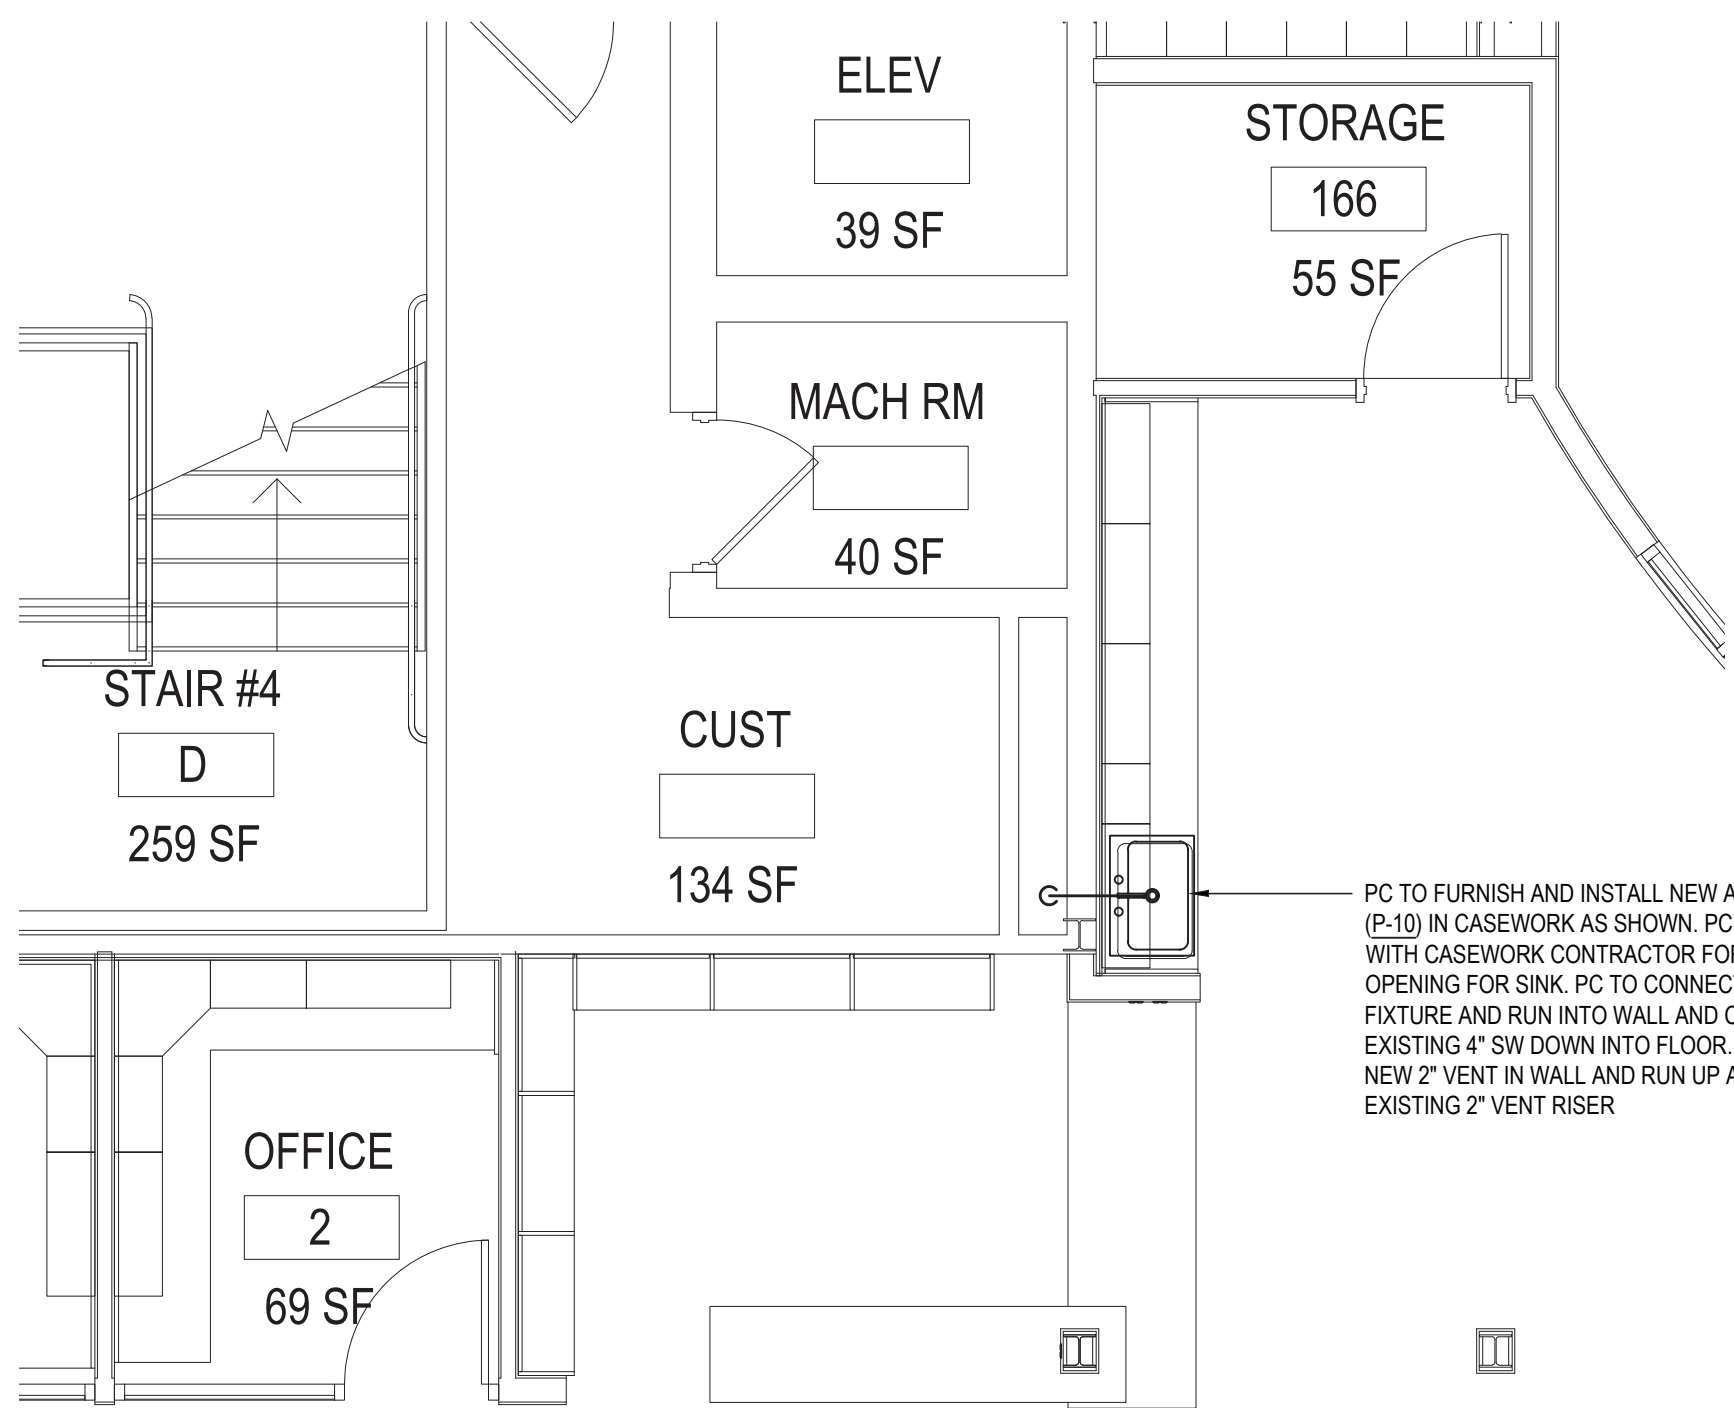 ELEV
39 SF
STORAGE
166
55 SF
MACH RM
40 SF
STAIR #4
D
259 SF
CUST
134 SF
PC TO FURNISH AND INSTALL NEW A
(P-10) IN CASEWORK AS SHOWN. PC
WITH CASEWORK CONTRACTOR FOR
OPENING FOR SINK. PC TO CONNECT
FIXTURE AND RUN INTO WALL AND C
EXISTING 4" SW DOWN INTO FLOOR.
NEW 2" VENT IN WALL AND RUN UP A
EXISTING 2" VENT RISER
OFFICE
2
69 SF